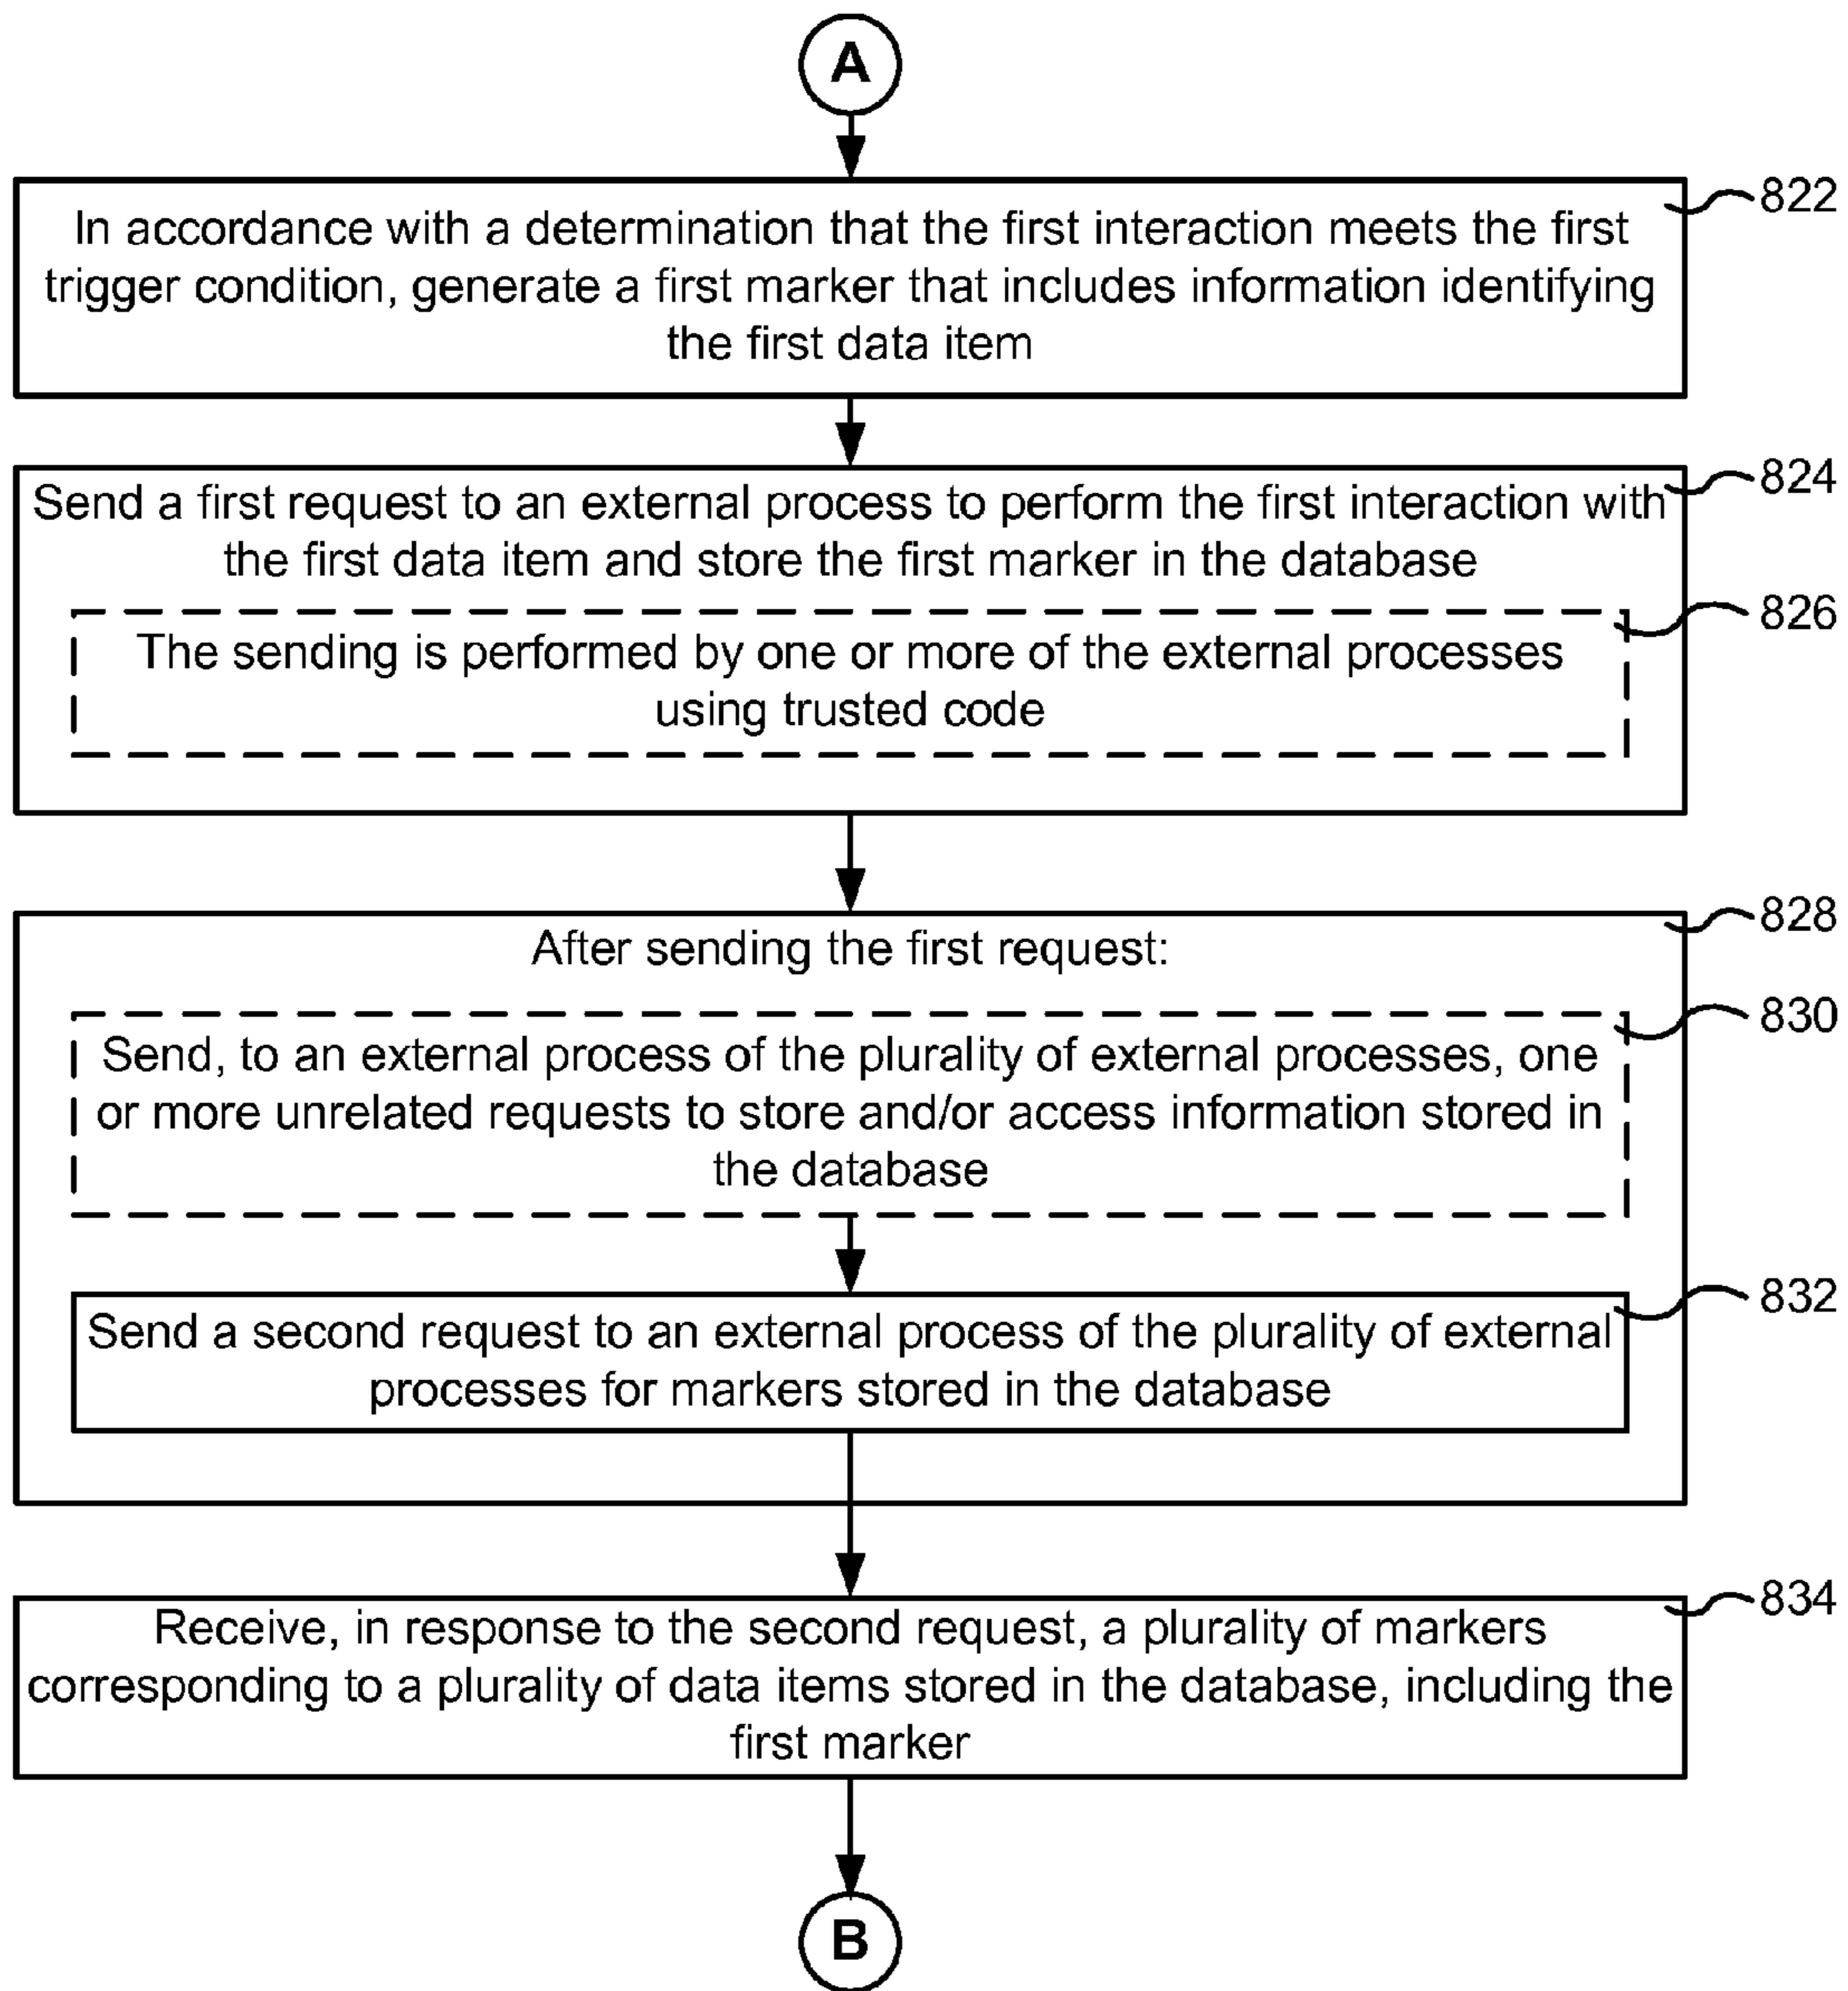 A
822
In accordance with a determination that the first interaction meets the first
trigger condition, generate a first marker that includes information identifying
the first data item
824
Send a first request to an external process to perform the first interaction with
the first data item and store the first marker in the database
826
The sending is performed by one or more of the external processes
using trusted code
828
After sending the first request:
830
Send, to an external process of the plurality of external processes, one
or more unrelated requests to store and/or access information stored in
the database
832
Send a second request to an external process of the plurality of external
processes for markers stored in the database
834
Receive, in response to the second request, a plurality of markers
corresponding to a plurality of data items stored in the database, including the
first marker
B